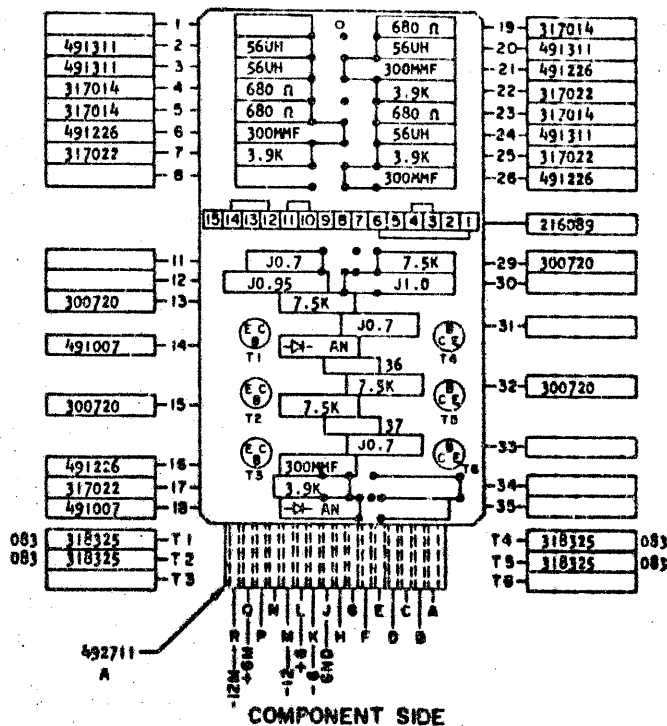 1 680 Ω 19 317014
491311 2 56UH 56UH 20 491311
491311 3 56UH 300MMF 21 491226
317014 4 680 Ω 3.9K 22 317022
317014 5 680 Ω 680 Ω 23 317014
491226 6 300MMF 56UH 24 491311
317022 7 3.9K 3.9K 25 317022
8 300MMF 26 491226
15 14 13 12 11 10 9 8 7 6 5 4 3 2 1 216089
11 J0.7 7.5K 29 300720
12 J0.95 J1.0 30
300720 13 7.5K
J0.7 31
E C B T1 B C E T4
491007 14 AN
36
7.5K 32 300720
E C B T2 B C E T5
300720 15 7.5K
37
J0.7 33
E C B T3 B C E T6
491226 16 300MMF
317022 17 3.9K 34
491007 18 AN 35
083 318325 T1 T4 318325 083
083 318325 T2 T5 318325 083
T3 T6
Q N L J G E C A
R P M K H F D B
-12M +6M -12 +6 -6 GND
492711
A
COMPONENT SIDE